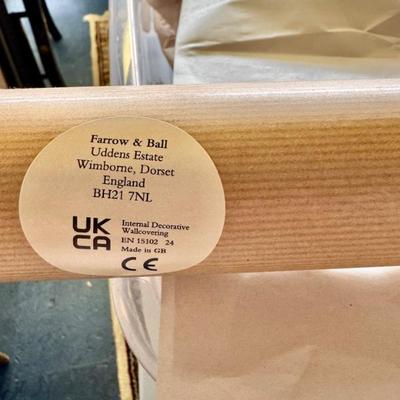 Farrow & Ball
Uddens Estate
Wimborne, Dorset
England
BH21 7NL
UK
CA
Internal Decorative
Wallcovering
EN 15102 24
Made in GB
CE